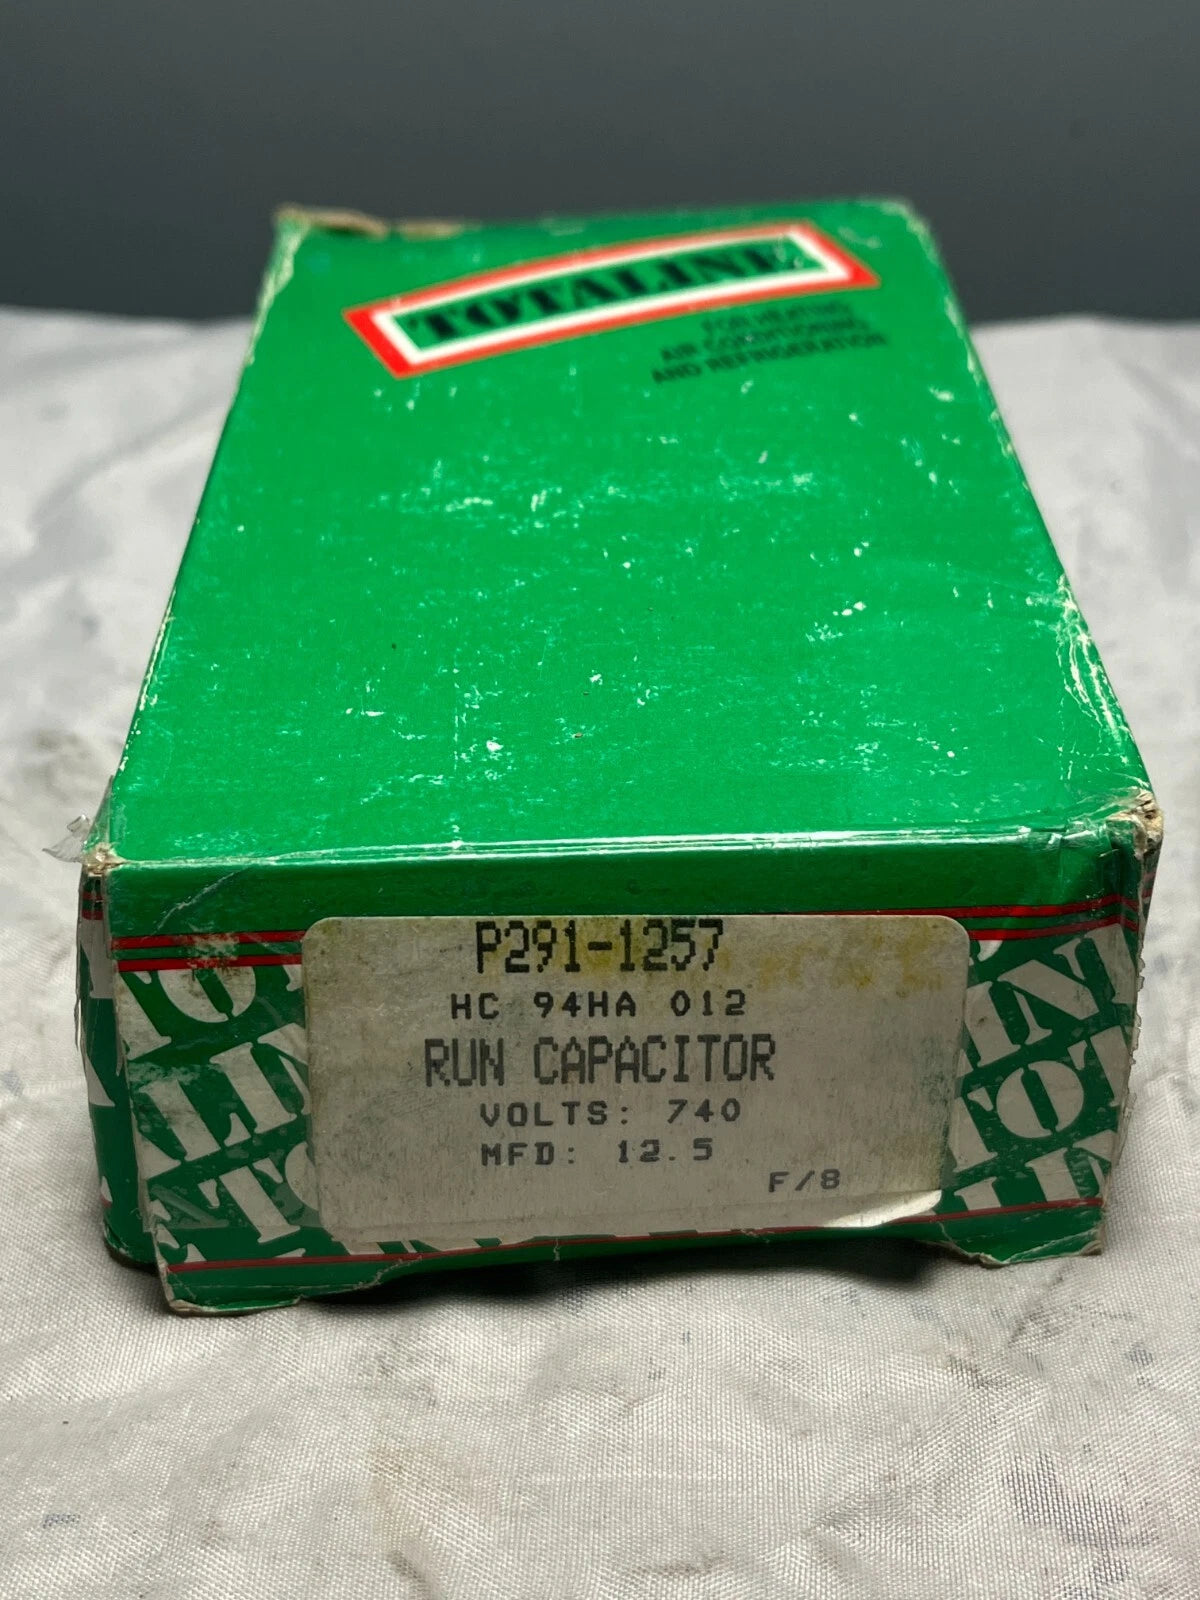 TOTALINE
FOR HEATING
AIR CONDITIONING
AND REFRIGERATION
P291-1257
HC 94HA 012
RUN CAPACITOR
VOLTS: 740
MFD: 12.5
F/8